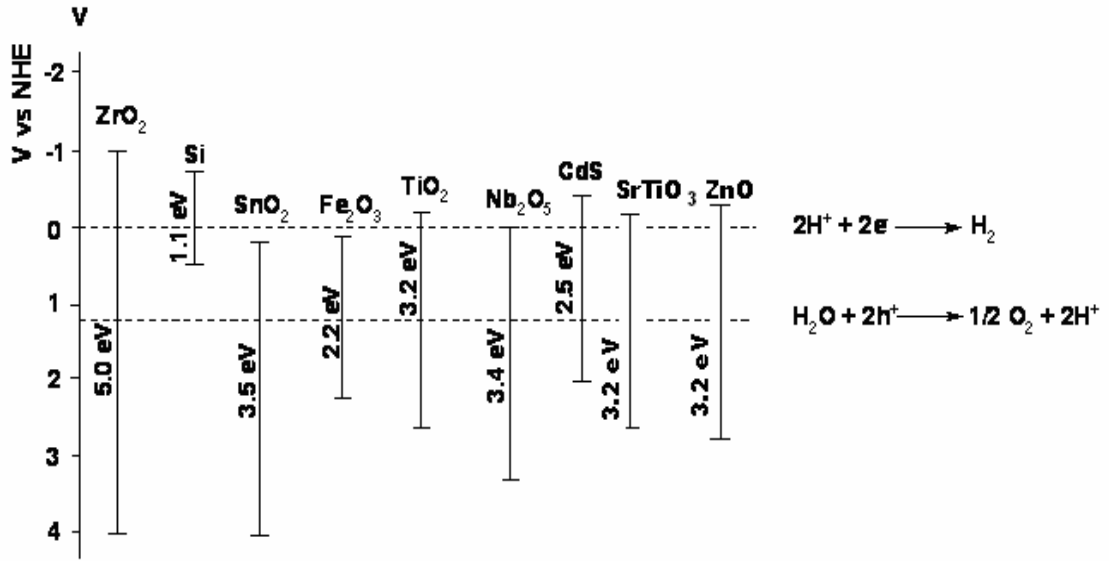 V
V vs NHE
-2
-1
0
1
2
3
4
ZrO₂
5.0 eV
Si
1.1 eV
SnO₂
3.5 eV
Fe₂O₃
2.2 eV
TiO₂
3.2 eV
Nb₂O₅
3.4 eV
CdS
2.5 eV
SrTiO₃
3.2 eV
ZnO
3.2 eV
2H⁺ + 2e → H₂
H₂O + 2h⁺ → 1/2 O₂ + 2H⁺